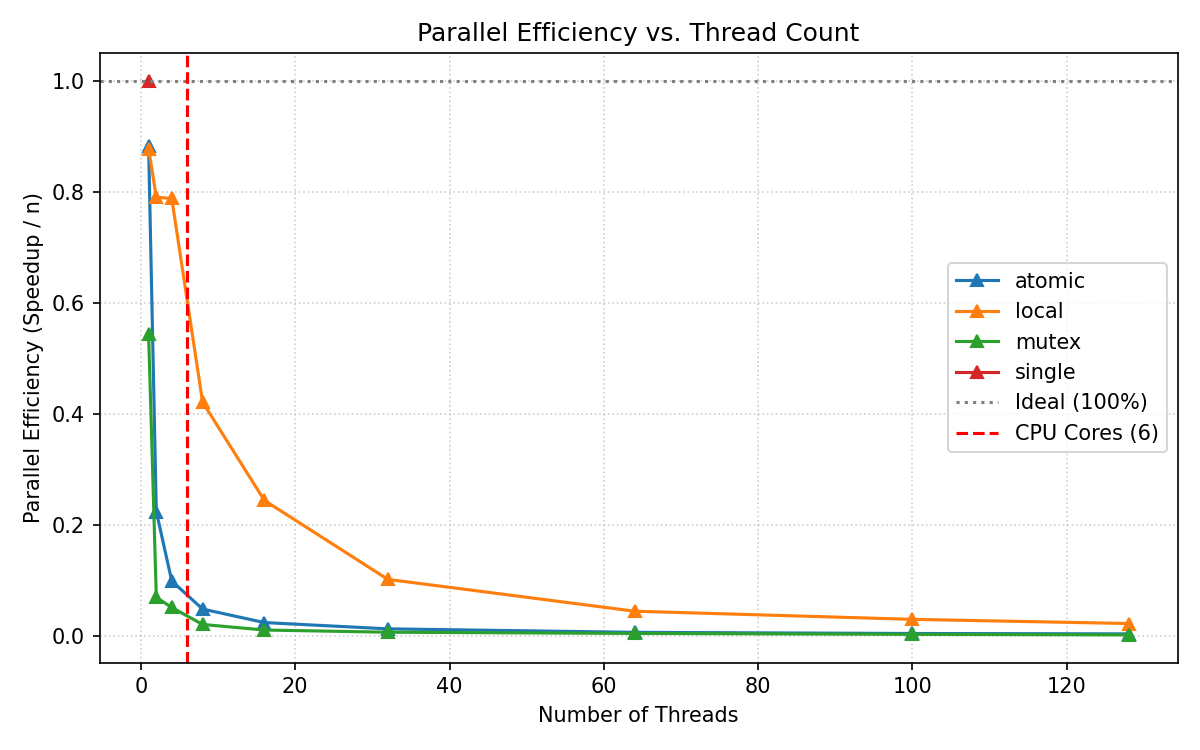 Parallel Efficiency vs. Thread Count
Parallel Efficiency (Speedup / n)
1.0
0.8
0.6
0.4
0.2
0.0
atomic
local
mutex
single
Ideal (100%)
CPU Cores (6)
0 20 40 60 80 100 120
Number of Threads